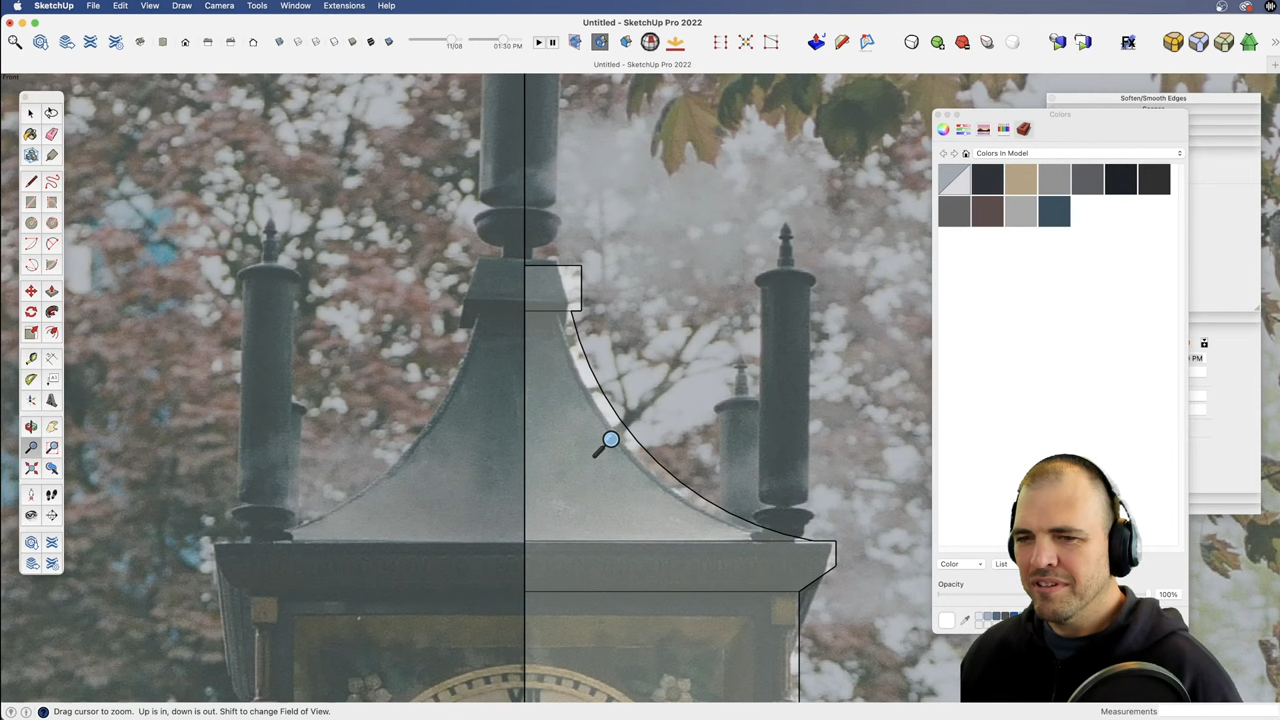 SketchUp File Edit View Draw Camera Tools Window Extensions Help
Untitled - SketchUp Pro 2022
11/08 01:30 PM
Untitled - SketchUp Pro 2022
Front
Soften/Smooth Edges
Colors
Colors In Model
PM
Color List
Opacity
100%
Drag cursor to zoom. Up is in, down is out. Shift to change Field of View.
Measurements